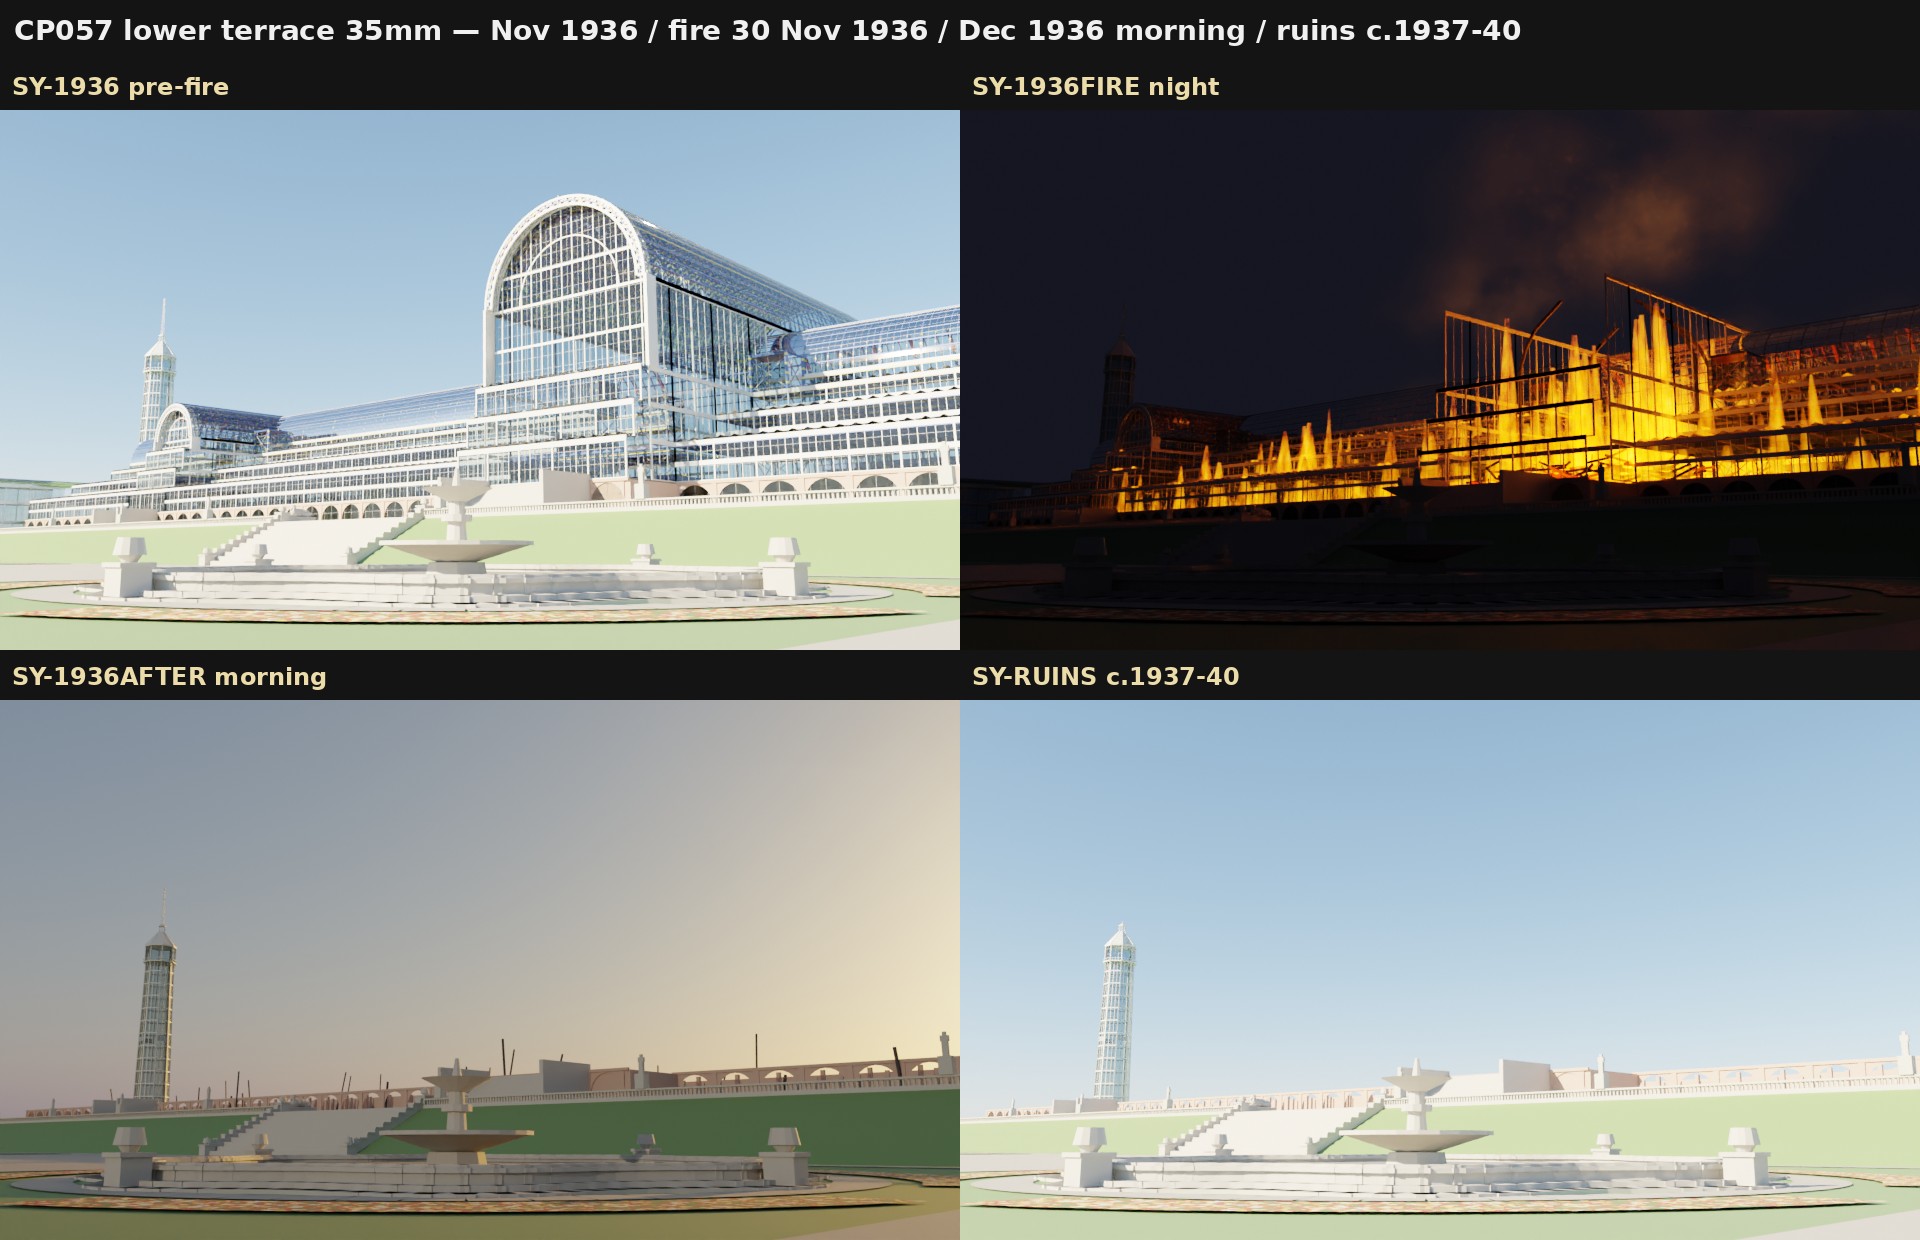 CP057 lower terrace 35mm — Nov 1936 / fire 30 Nov 1936 / Dec 1936 morning / ruins c.1937-40
SY-1936 pre-fire
SY-1936FIRE night
SY-1936AFTER morning
SY-RUINS c.1937-40